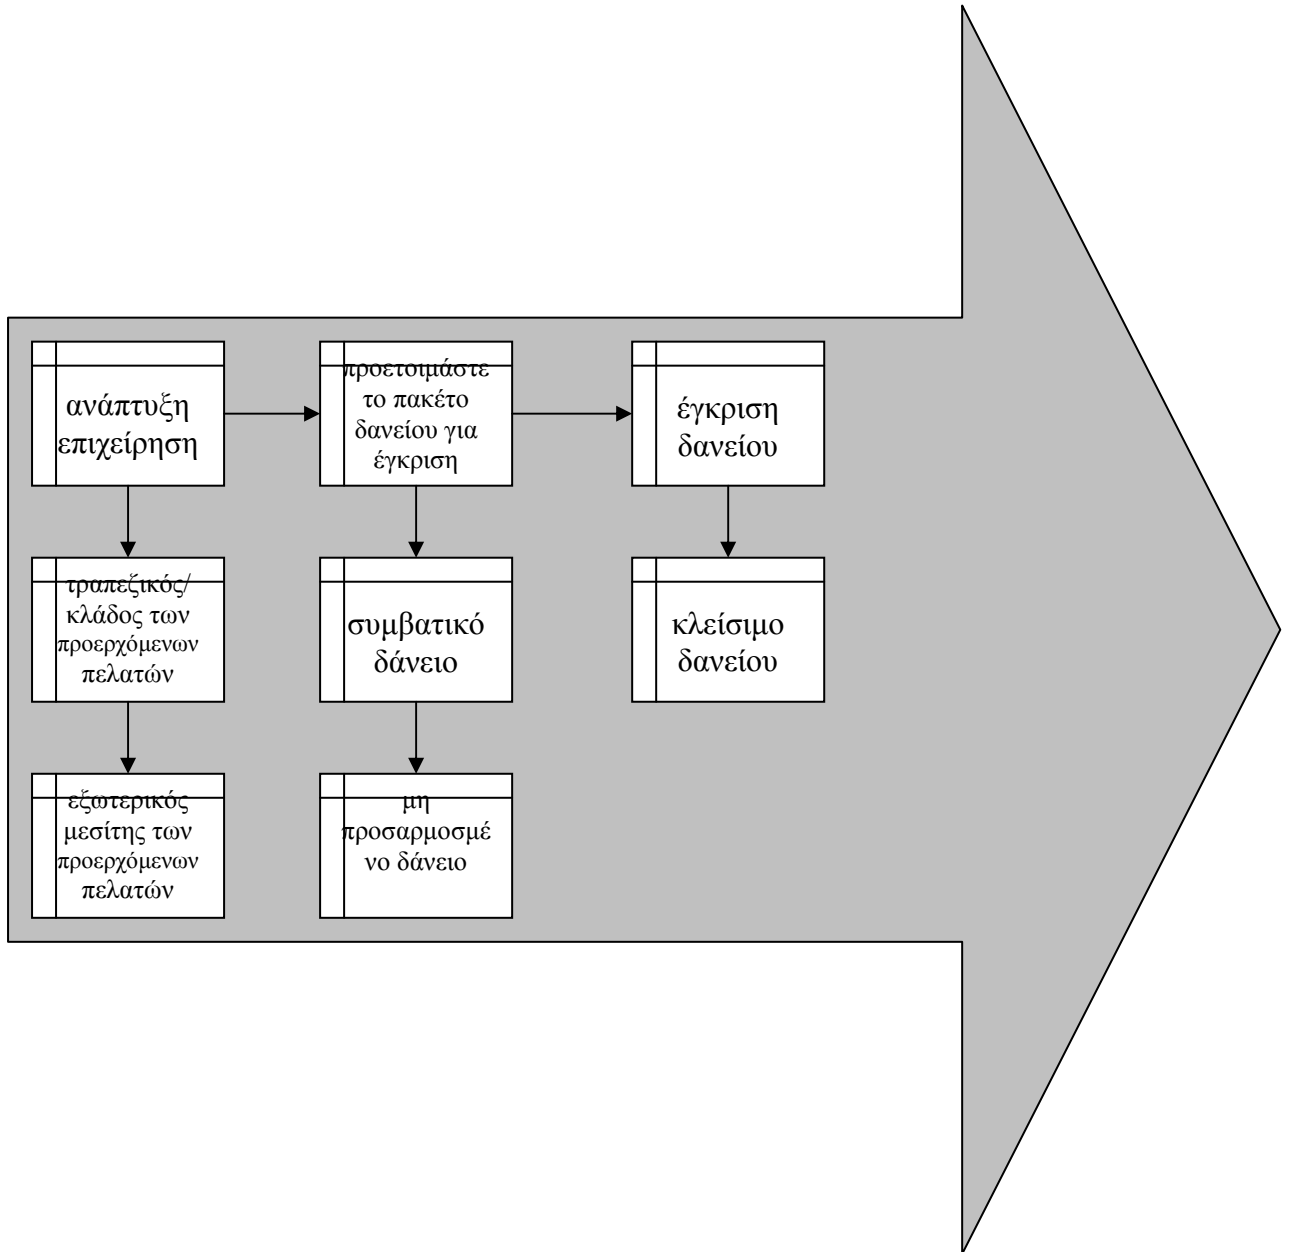 ανάπτυξη
επιχείρηση
προετοιμάστε
το πακέτο
δανείου για
έγκριση
έγκριση
δανείου
τραπεζικός/
κλάδος των
προερχόμενων
πελατών
συμβατικό
δάνειο
κλείσιμο
δανείου
εξωτερικός
μεσίτης των
προερχόμενων
πελατών
μη
προσαρμοσμέ
νο δάνειο